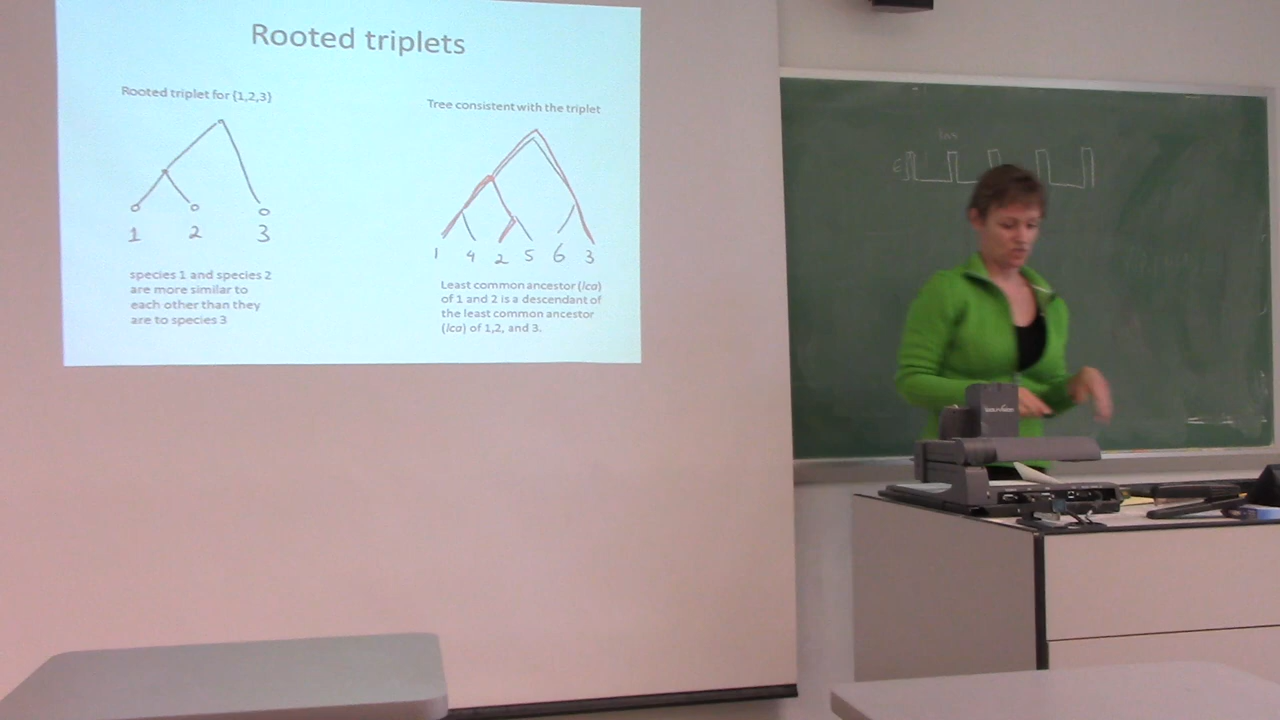 Rooted triplets
Rooted triplet for {1,2,3}
1 2 3
species 1 and species 2
are more similar to
each other than they
are to species 3
Tree consistent with the triplet
1 4 2 5 6 3
Least common ancestor (lca)
of 1 and 2 is a descendant of
the least common ancestor
(lca) of 1,2, and 3.